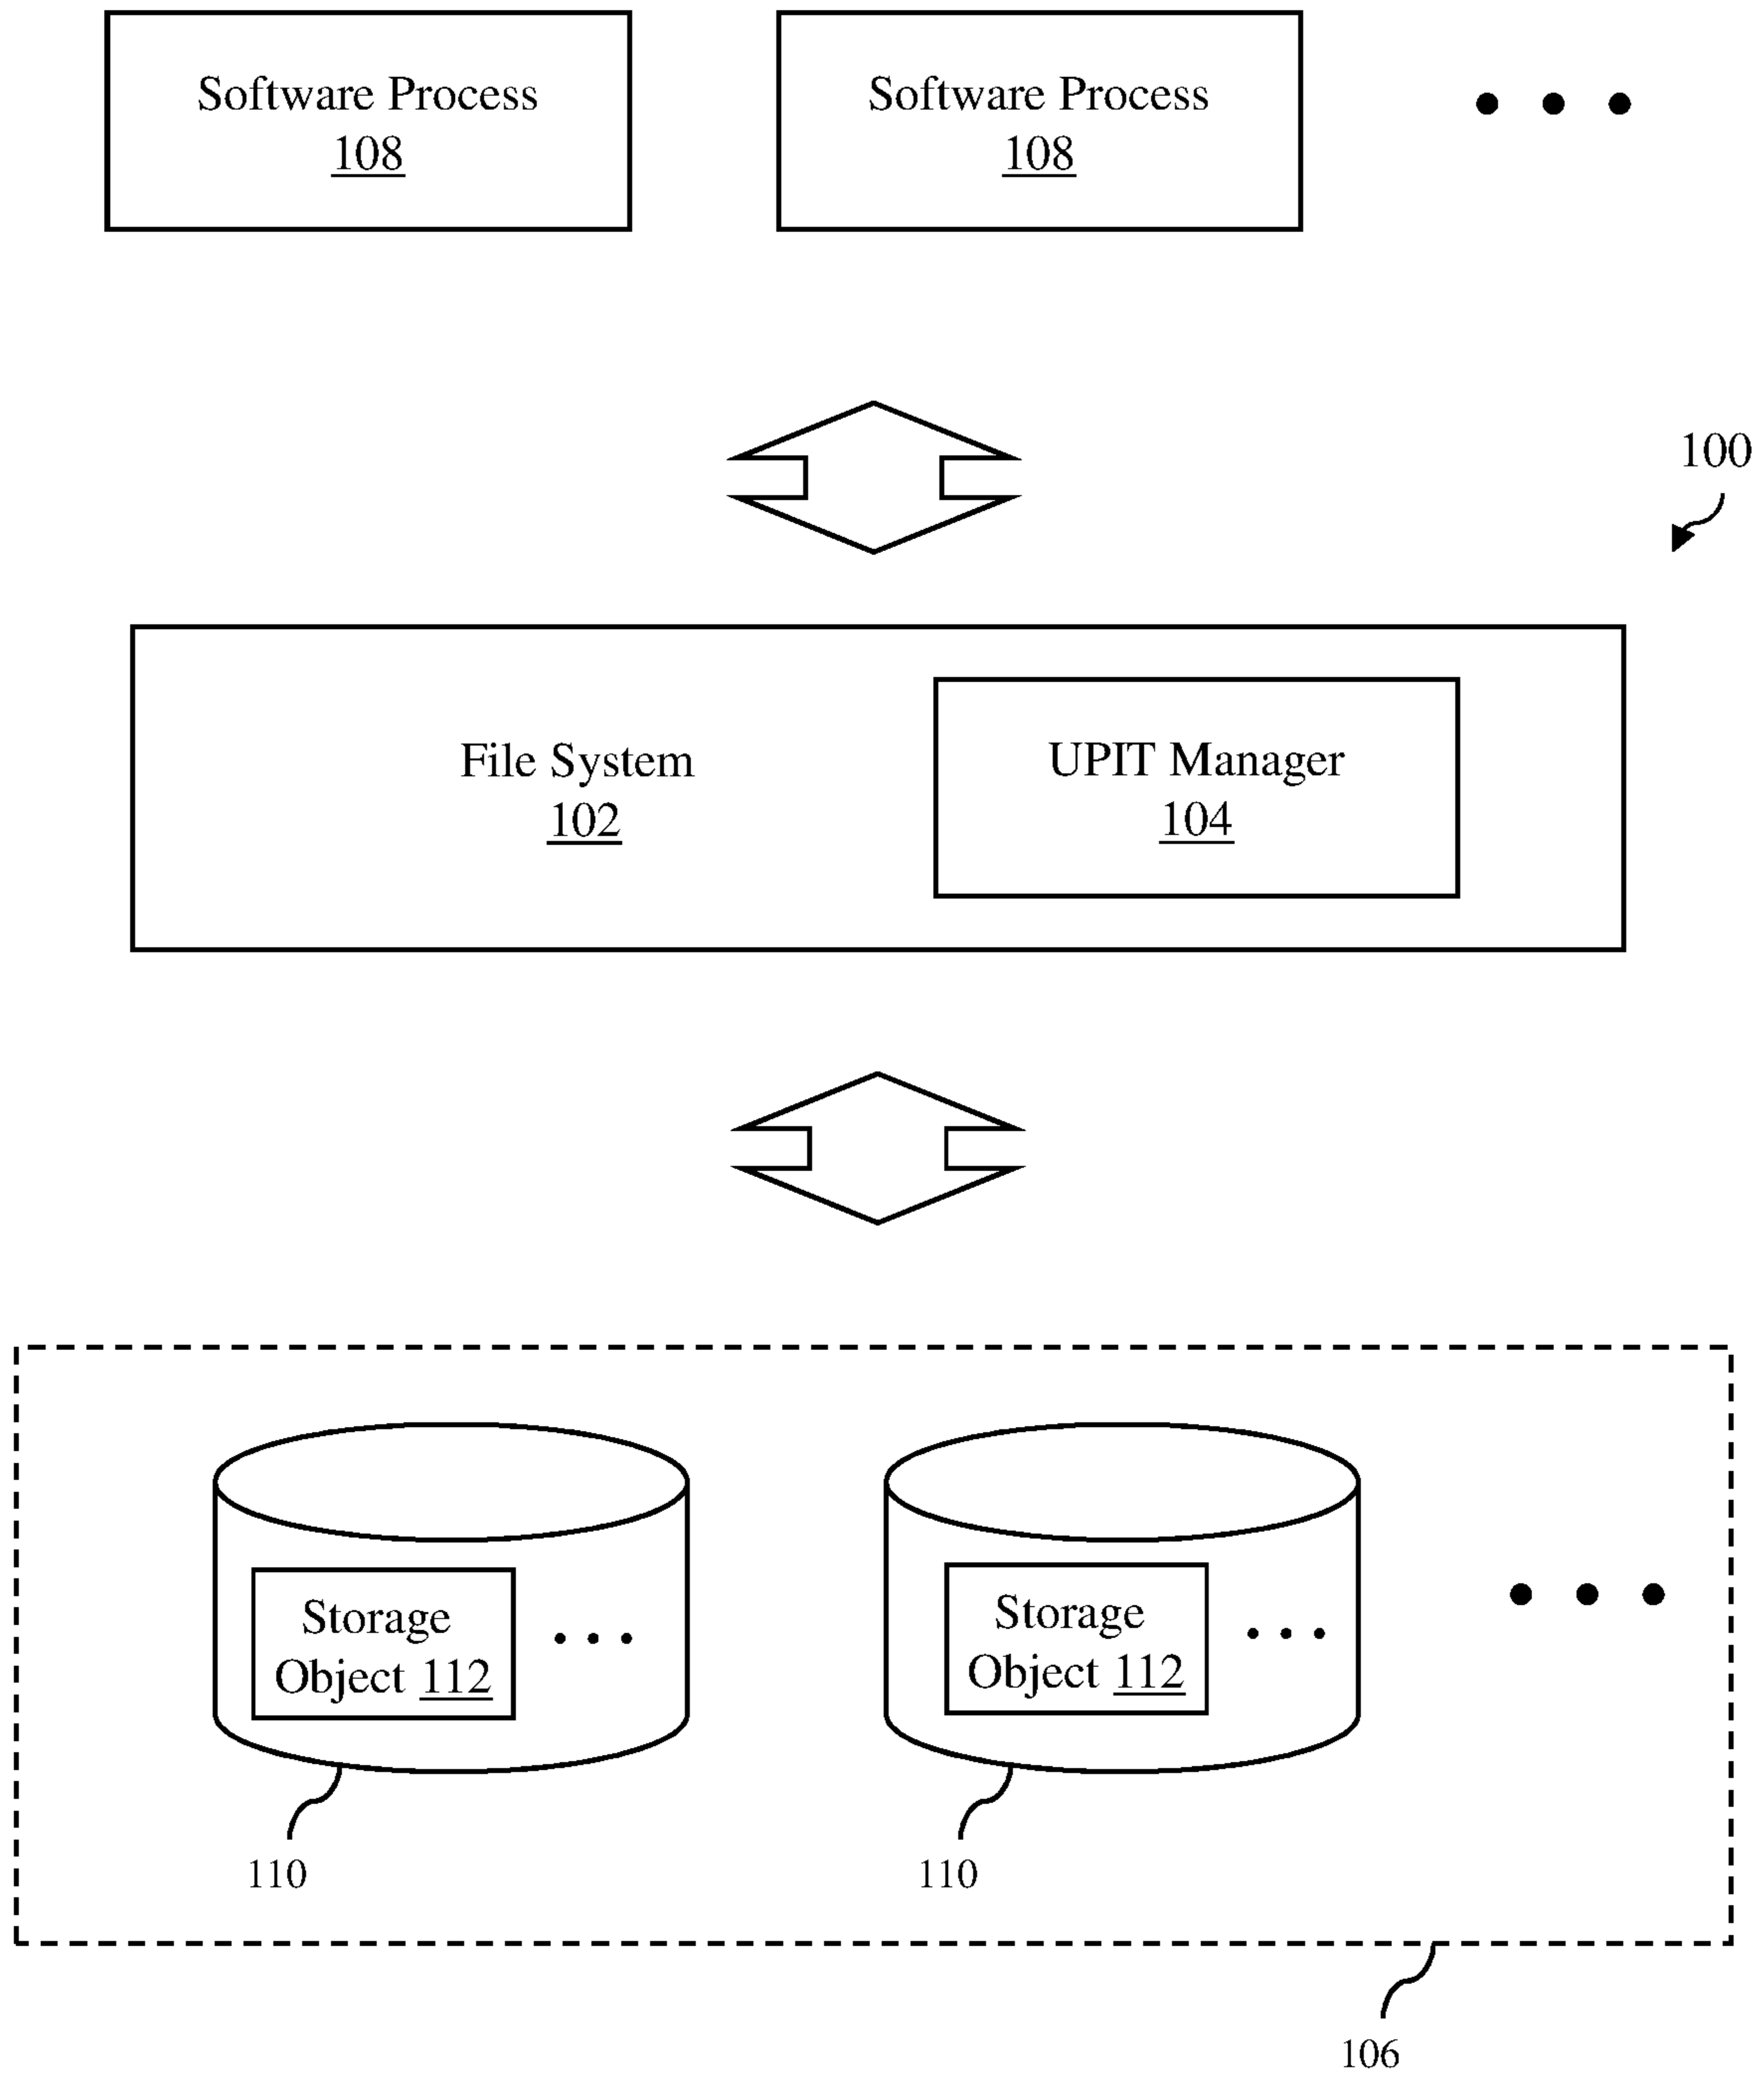 Software Process
108
Software Process
108
100
File System
102
UPIT Manager
104
Storage
Object 112
Storage
Object 112
110
110
106